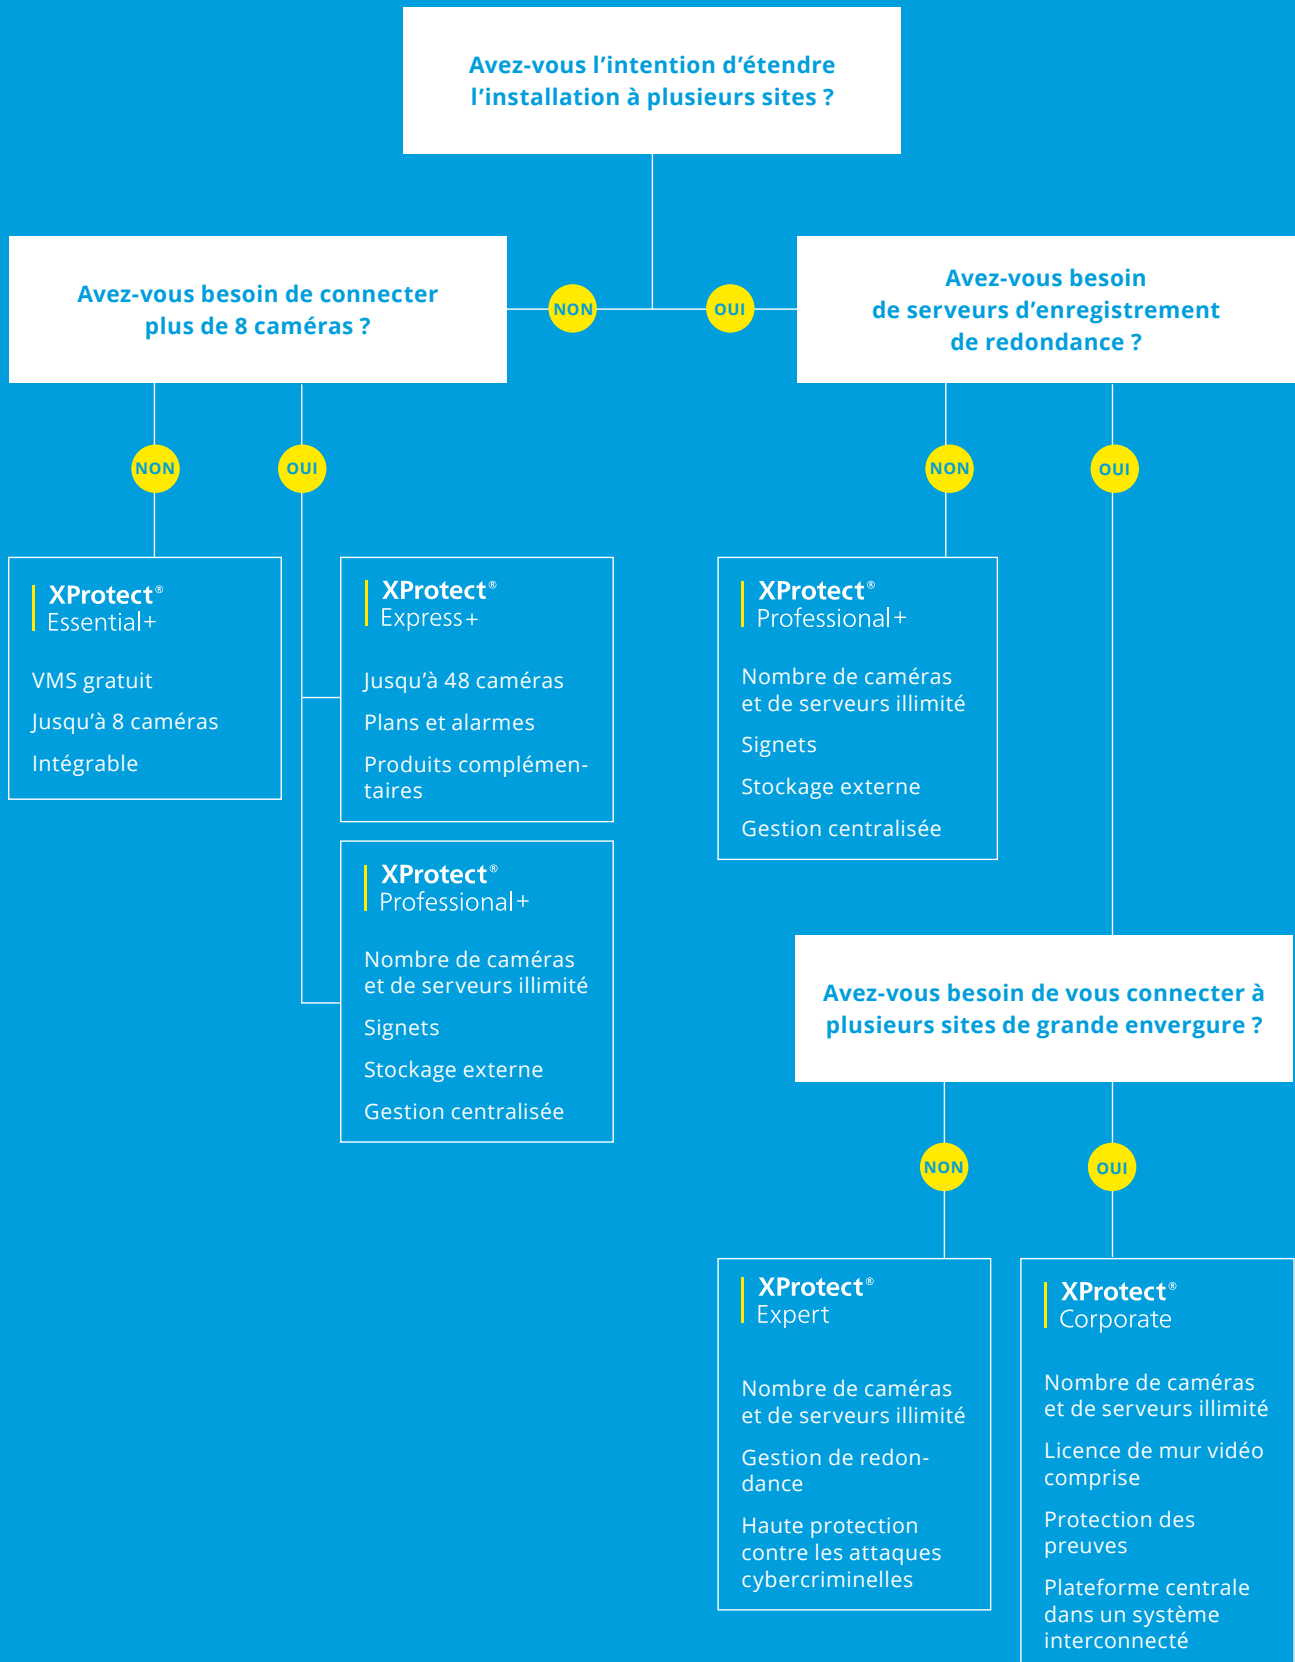 Avez-vous l’intention d’étendre
l’installation à plusieurs sites ?
Avez-vous besoin de connecter
plus de 8 caméras ?
NON
OUI
Avez-vous besoin
de serveurs d’enregistrement
de redondance ?
NON
OUI
NON
OUI
XProtect®
Essential+
VMS gratuit
Jusqu’à 8 caméras
Intégrable
XProtect®
Express+
Jusqu’à 48 caméras
Plans et alarmes
Produits complémen-
taires
XProtect®
Professional+
Nombre de caméras
et de serveurs illimité
Signets
Stockage externe
Gestion centralisée
XProtect®
Professional+
Nombre de caméras
et de serveurs illimité
Signets
Stockage externe
Gestion centralisée
Avez-vous besoin de vous connecter à
plusieurs sites de grande envergure ?
NON
OUI
XProtect®
Expert
Nombre de caméras
et de serveurs illimité
Gestion de redon-
dance
Haute protection
contre les attaques
cybercriminelles
XProtect®
Corporate
Nombre de caméras
et de serveurs illimité
Licence de mur vidéo
comprise
Protection des
preuves
Plateforme centrale
dans un système
interconnecté